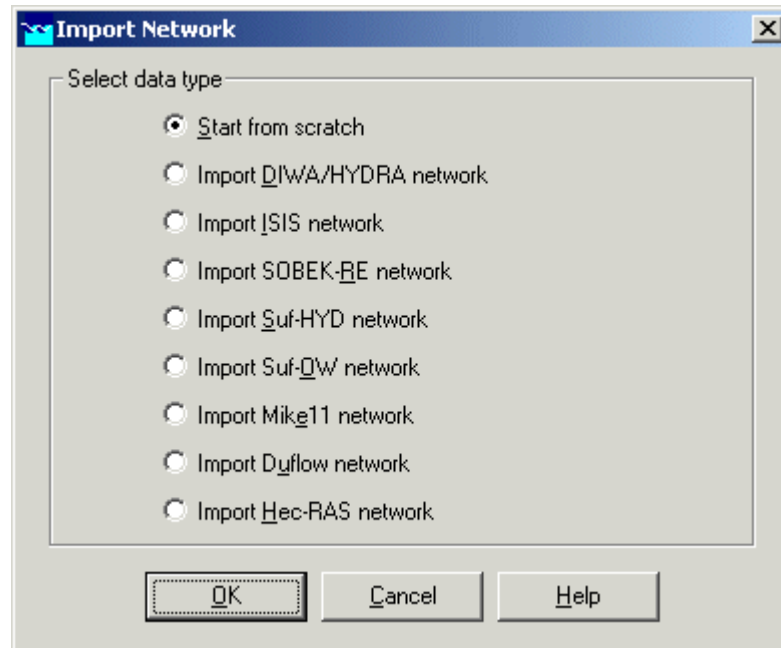 Import Network
Select data type
Start from scratch
Import DIWA/HYDRA network
Import ISIS network
Import SOBEK-RE network
Import Suf-HYD network
Import Suf-OW network
Import Mike11 network
Import Duflow network
Import Hec-RAS network
OK Cancel Help